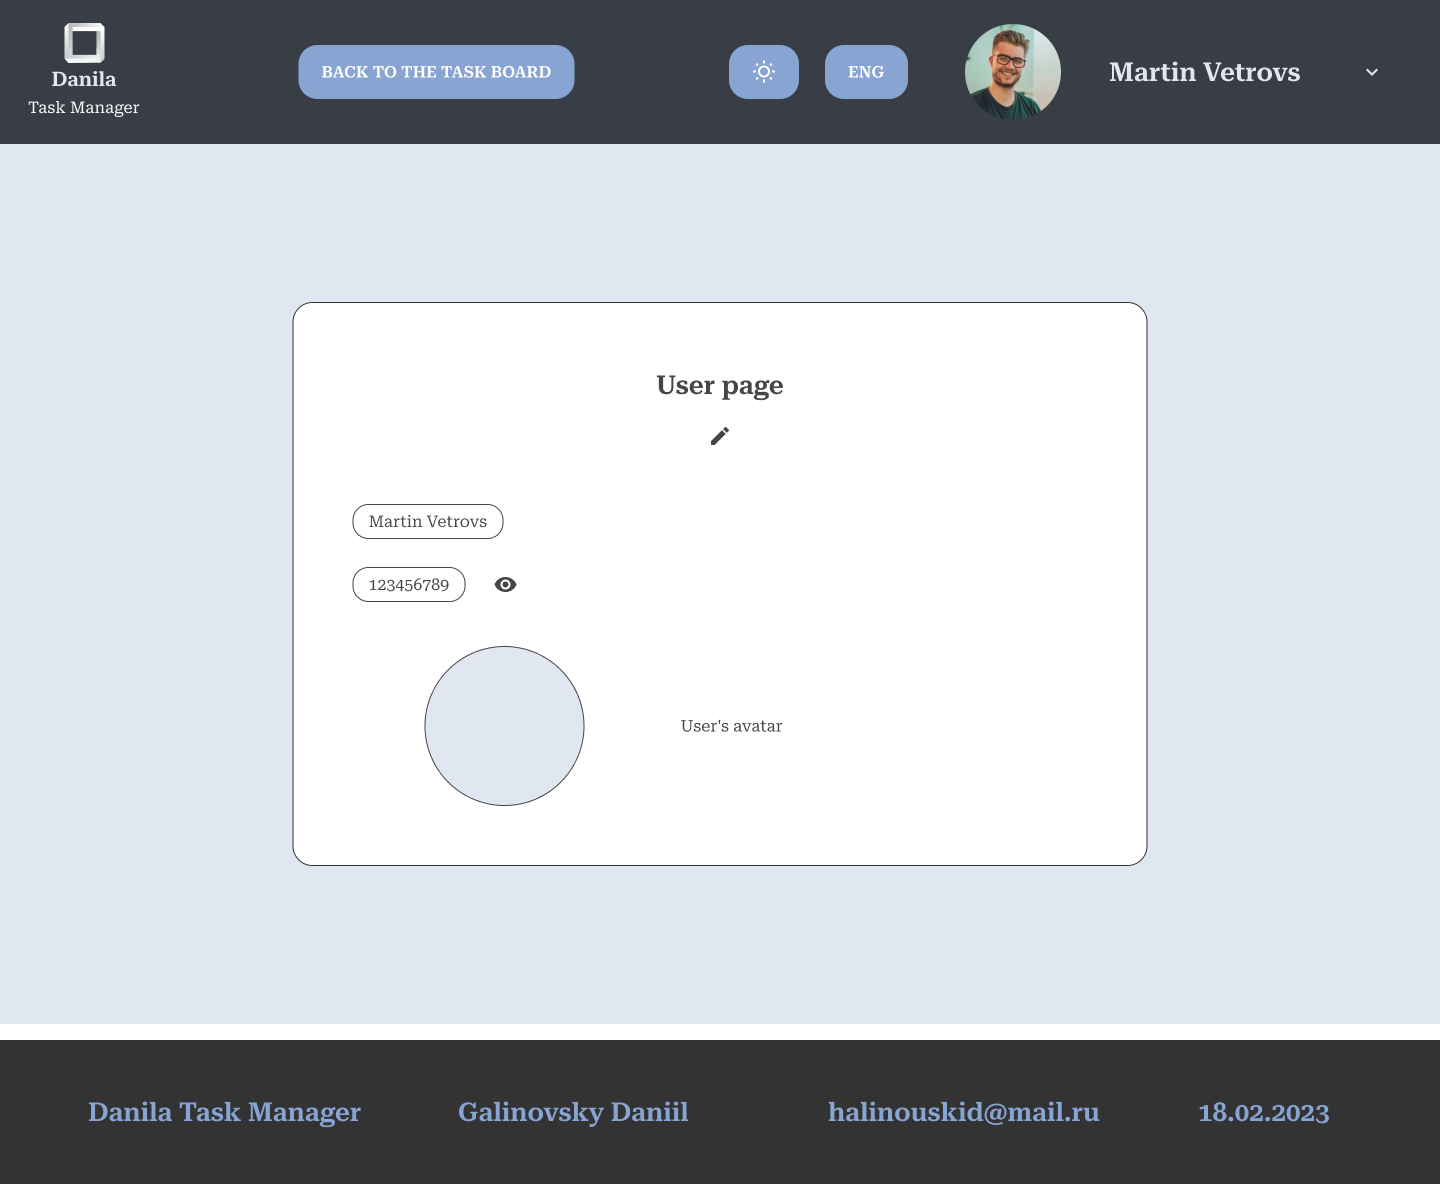 Danila
Task Manager
BACK TO THE TASK BOARD
ENG
Martin Vetrovs
User page
Martin Vetrovs
123456789
User's avatar
Danila Task Manager
Galinovsky Daniil
halinouskid@mail.ru
18.02.2023